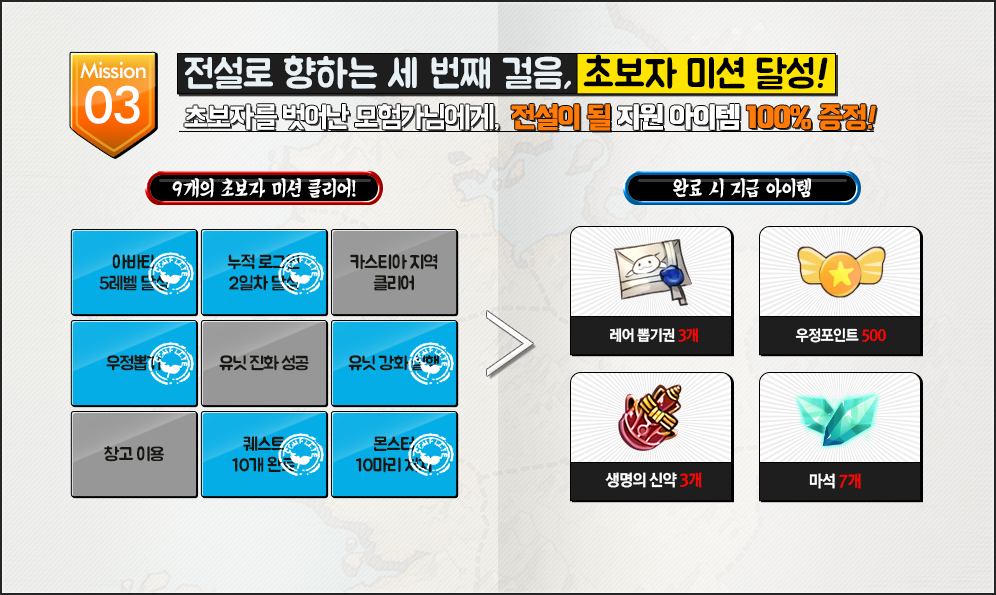 Mission
03
전설로 향하는 세 번째 걸음, 초보자 미션 달성!
초보자를 벗어난 모험가님에게, 전설이 될 지원 아이템 100% 증정!
9개의 초보자 미션 클리어!
아바타
5레벨 달성
누적 로그인
2일차 달성
카스티아 지역
클리어
우정뽑기
유닛 진화 성공
유닛 강화
창고 이용
퀘스트
10개 완료
몬스터
10마리
완료 시 지급 아이템
레어 뽑기권 3개
우정포인트 500
생명의 신약 3개
마석 7개